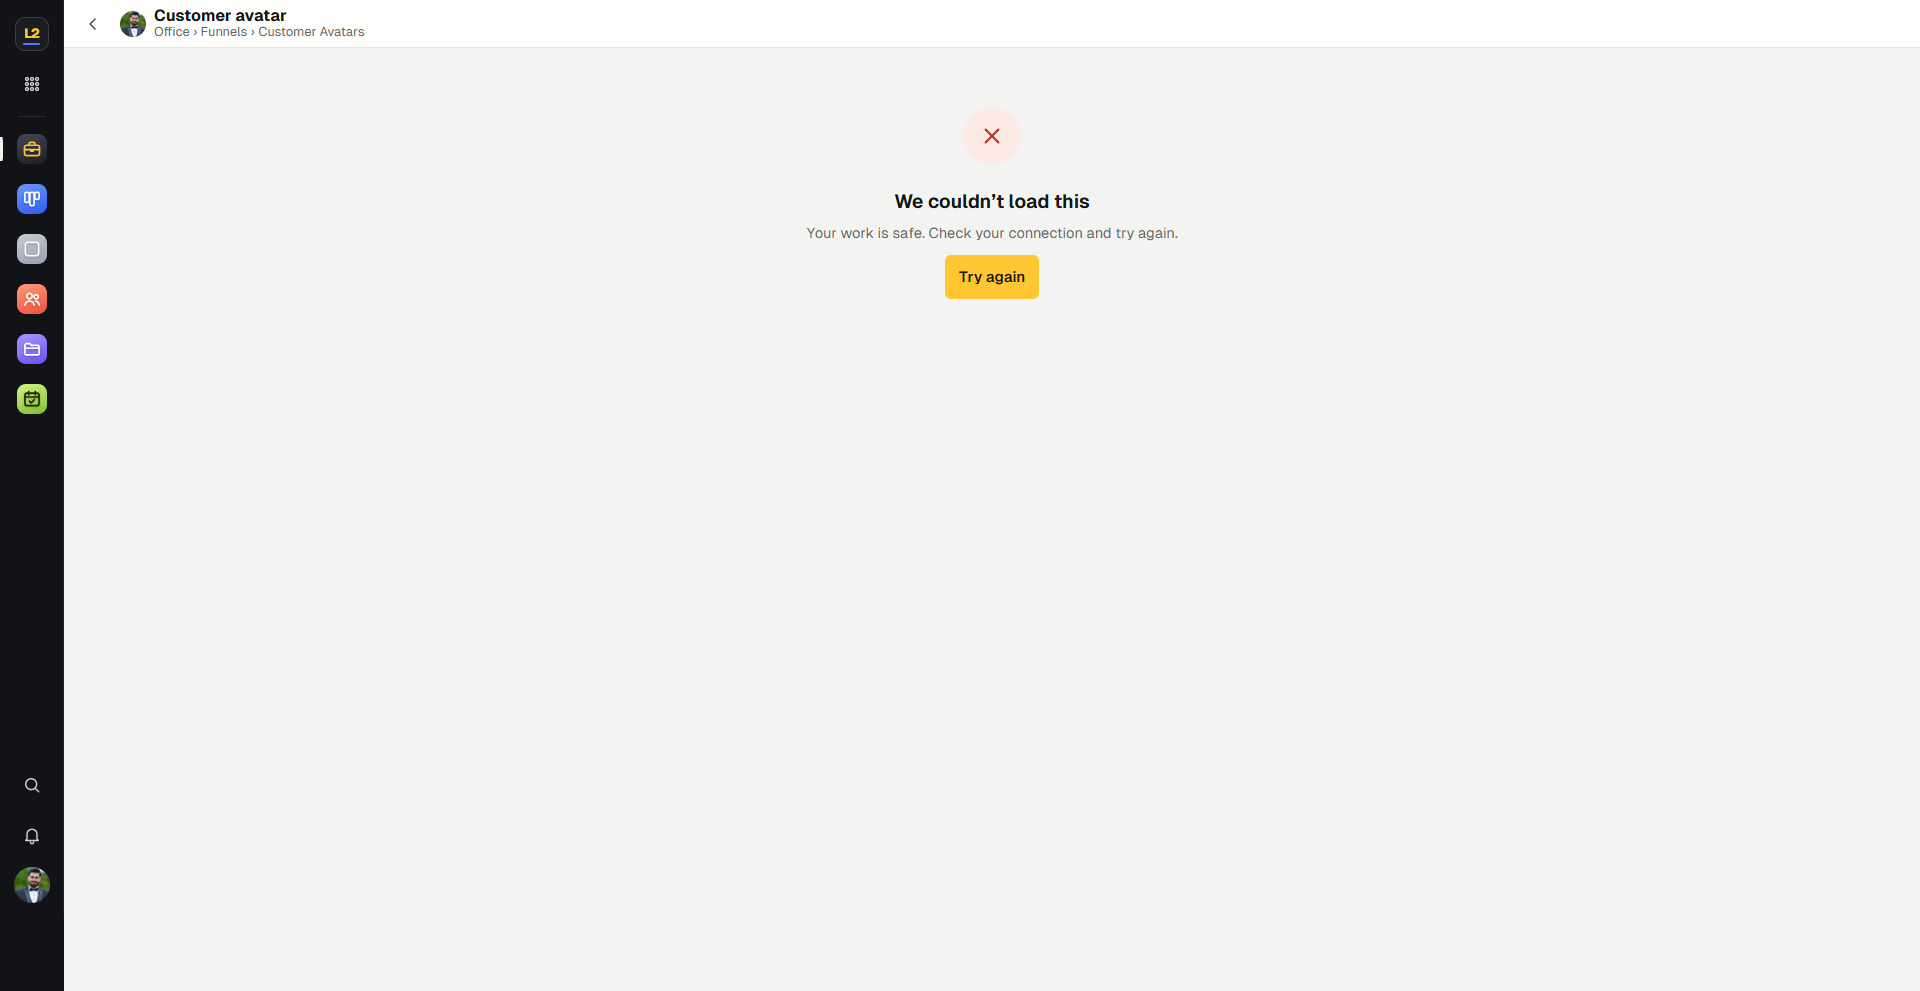 L2
Customer avatar
Office › Funnels › Customer Avatars
We couldn’t load this
Your work is safe. Check your connection and try again.
Try again